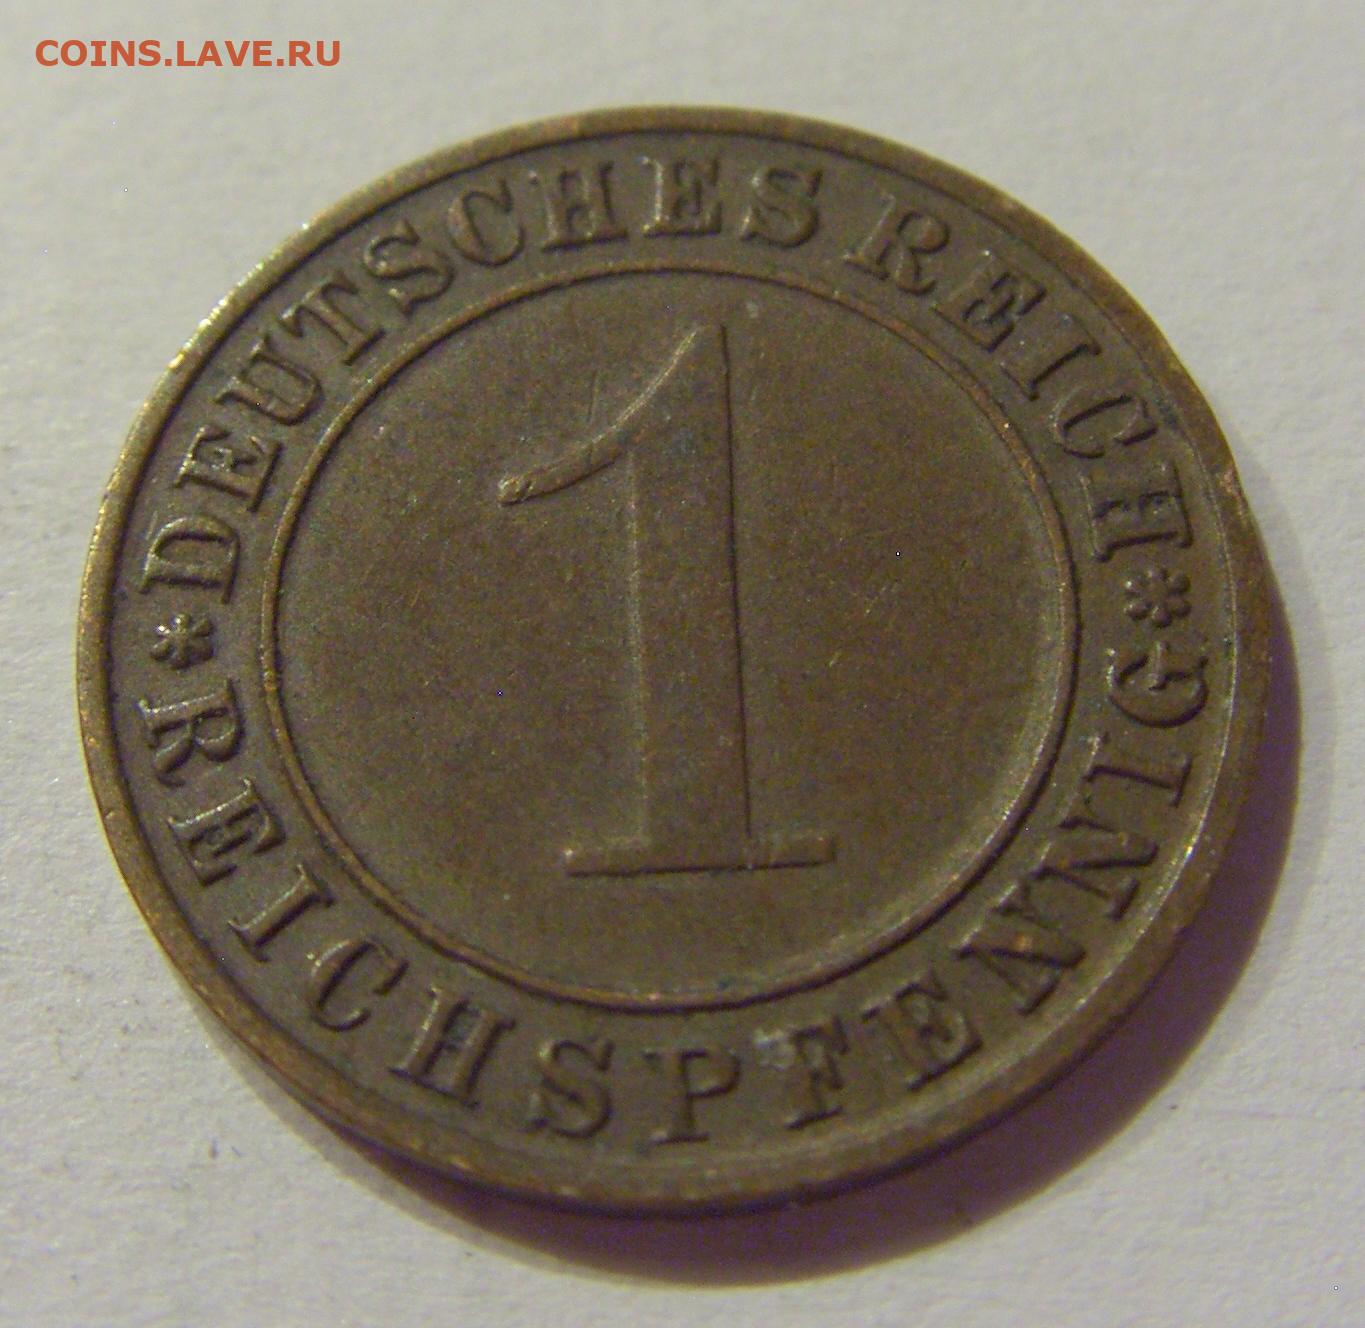 COINS.LAVE.RU
DEUTSCHES REICH
* REICHSPFENNIG *
1